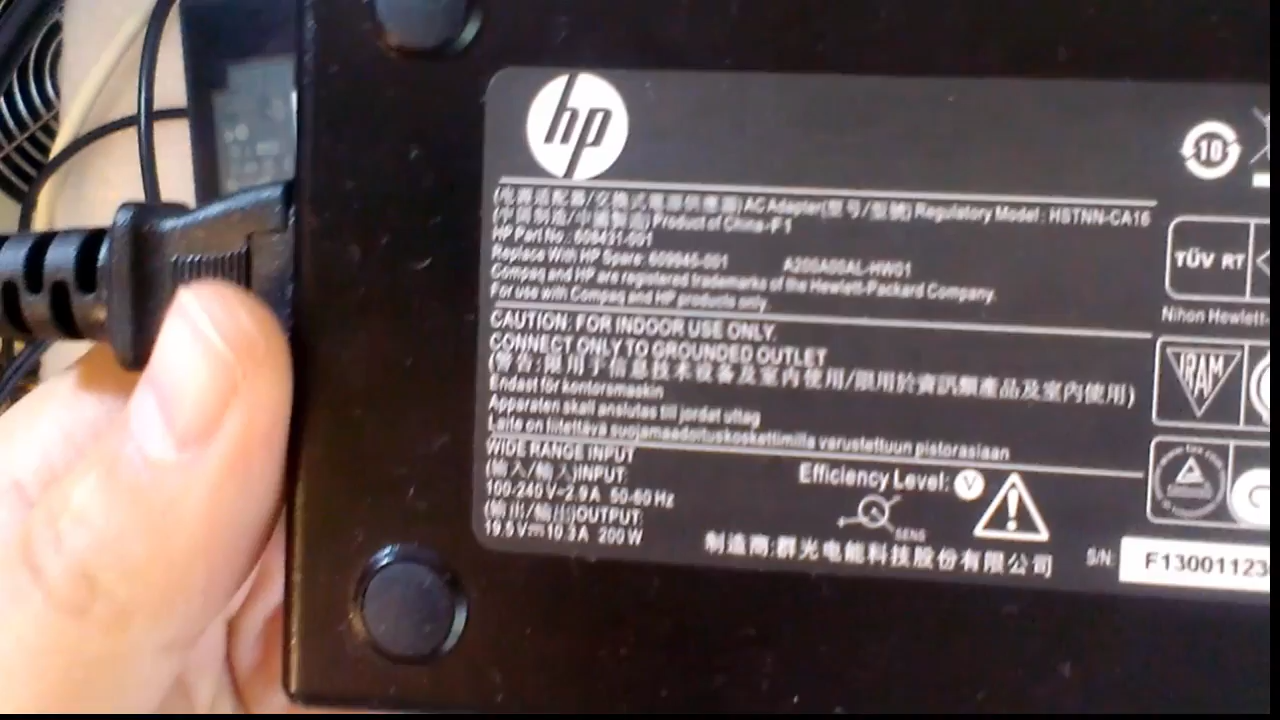 hp
10
(电源适配器/交換式電源供應器)AC Adapter(型号/型號) Regulatory Model : HSTNN-CA16
(中国制造/中國製造) Product of China-F1
HP Part No.: 608431-001
Replace With HP Spare: 609945-001 A200A00AL-HW01
Compaq and HP are registered trademarks of the Hewlett-Packard Company.
For use with Compaq and HP products only.
TÜV RT
Nihon Hewlett-
CAUTION: FOR INDOOR USE ONLY.
CONNECT ONLY TO GROUNDED OUTLET
(警告:限用于信息技术设备及室内使用/限用於資訊類產品及室內使用)
Endast för kontorsmaskin
Apparaten skall anslutas till jordat uttag
Laite on liitettävä suojamaadoituskoskettimilla varustettuun pistorasiaan
IRAM
WIDE RANGE INPUT
(输入/輸入)INPUT:
100-240 V~2.9 A 50-60 Hz
(输出/輸出)OUTPUT:
19.5 V⎓10.3A 200 W
Efficiency Level: V
SENS
制造商:群光电能科技股份有限公司
S/N:
F13001123